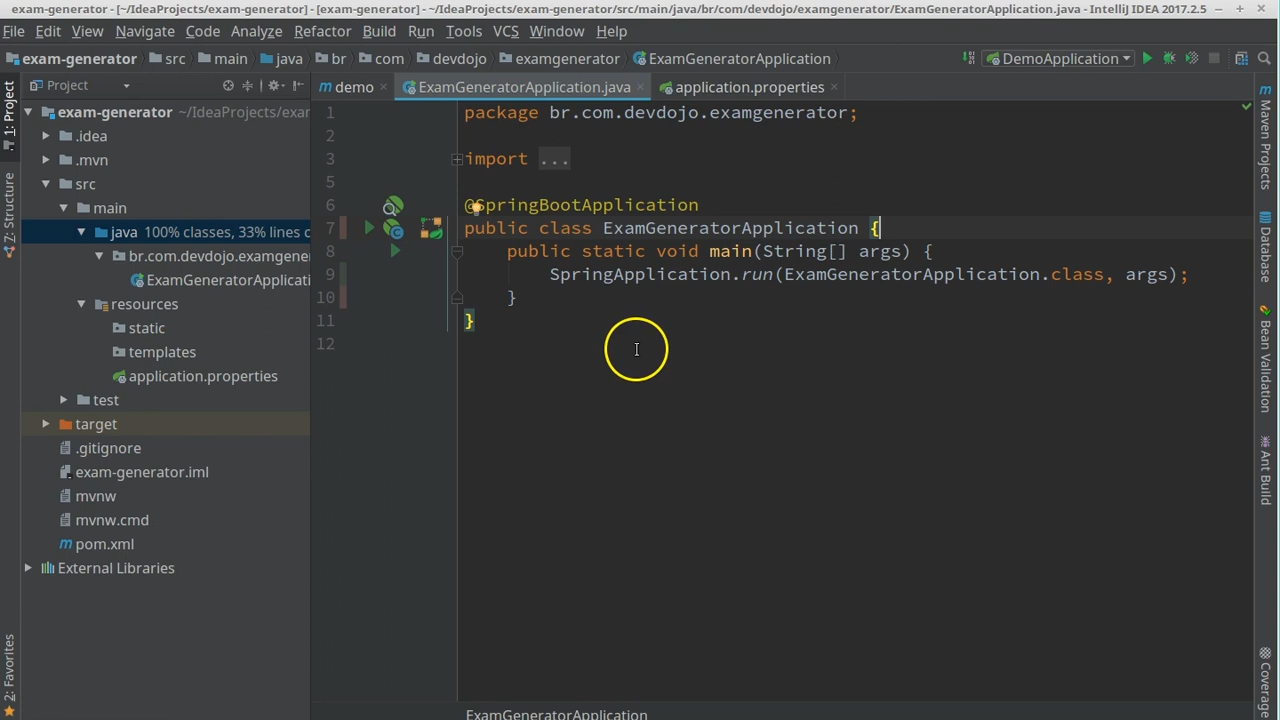 exam-generator - [~/IdeaProjects/exam-generator] - [exam-generator] - ~/IdeaProjects/exam-generator/src/main/java/br/com/devdojo/examgenerator/ExamGeneratorApplication.java - IntelliJ IDEA 2017.2.5
File Edit View Navigate Code Analyze Refactor Build Run Tools VCS Window Help
exam-generator src main java br com devdojo examgenerator ExamGeneratorApplication DemoApplication
Project demo ExamGeneratorApplication.java application.properties
1: Project
Z: Structure
2: Favorites
exam-generator ~/IdeaProjects/exar
.idea
.mvn
src
main
java 100% classes, 33% lines c
br.com.devdojo.examgene
ExamGeneratorApplicati
resources
static
templates
application.properties
test
target
.gitignore
exam-generator.iml
mvnw
mvnw.cmd
pom.xml
External Libraries
1 package br.com.devdojo.examgenerator;
2
3 import ...
5
6 @SpringBootApplication
7 public class ExamGeneratorApplication {
8 public static void main(String[] args) {
9 SpringApplication.run(ExamGeneratorApplication.class, args);
10 }
11 }
12
ExamGeneratorApplication
Maven Projects
Database
Bean Validation
Ant Build
Coverage